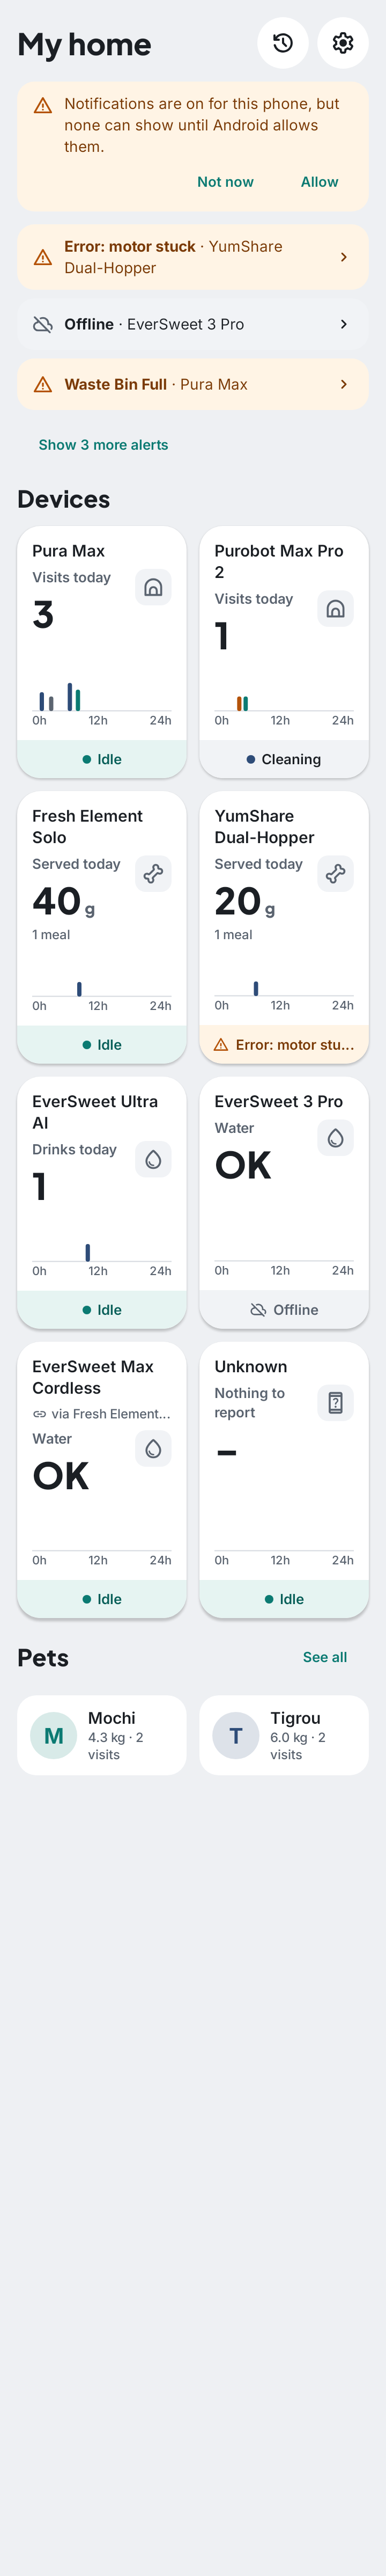 My home
Notifications are on for this phone, but
none can show until Android allows
them.
Not now
Allow
Error: motor stuck · YumShare
Dual-Hopper
Offline · EverSweet 3 Pro
Waste Bin Full · Pura Max
Show 3 more alerts
Devices
Pura Max
Visits today
3
0h 12h 24h
Idle
Purobot Max Pro
2
Visits today
1
0h 12h 24h
Cleaning
Fresh Element
Solo
Served today
40 g
1 meal
0h 12h 24h
Idle
YumShare
Dual-Hopper
Served today
20 g
1 meal
0h 12h 24h
Error: motor stu...
EverSweet Ultra
AI
Drinks today
1
0h 12h 24h
Idle
EverSweet 3 Pro
Water
OK
0h 12h 24h
Offline
EverSweet Max
Cordless
via Fresh Element...
Water
OK
0h 12h 24h
Idle
Unknown
Nothing to
report
–
0h 12h 24h
Idle
Pets
See all
M
Mochi
4.3 kg · 2
visits
T
Tigrou
6.0 kg · 2
visits